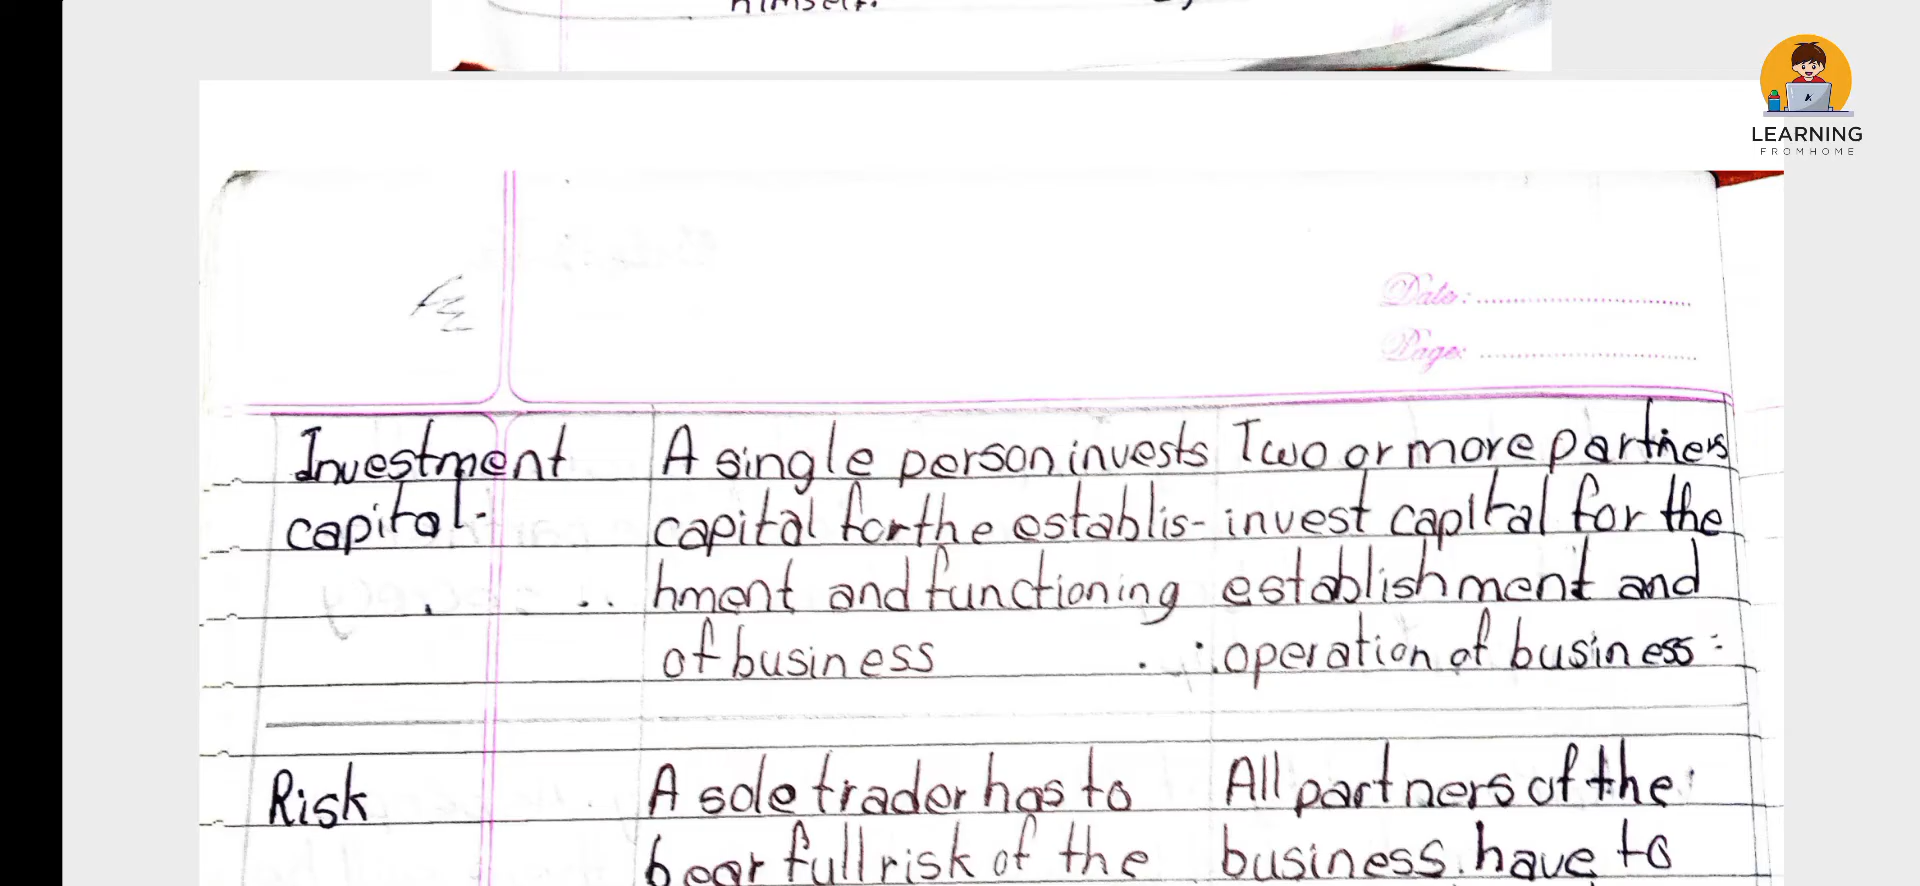 himself.
LEARNING
FROMHOME
Date:
Page:
Investment A single person invests Two or more partners
capital. capital for the establis- invest capital for the
hment and functioning establishment and
of business operation of business
Risk A sole trader has to All partners of the
bear full risk of the business have to